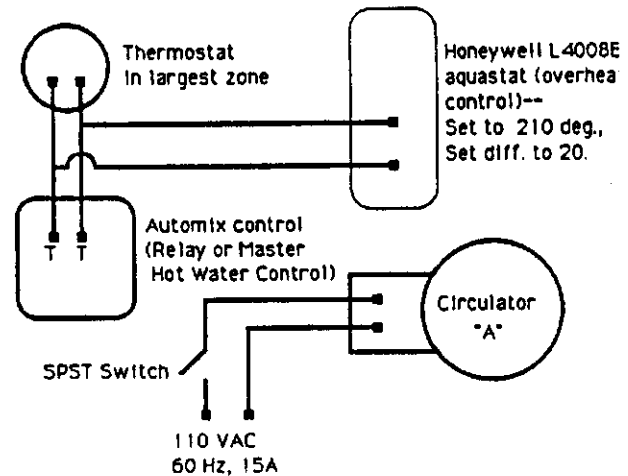 Thermostat
in largest zone
Honeywell L4008E
aquastat (overhea
control)--
Set to 210 deg.,
Set diff. to 20.
T T
Automix control
(Relay or Master
Hot Water Control)
Circulator
"A"
SPST Switch
110 VAC
60 Hz, 15A